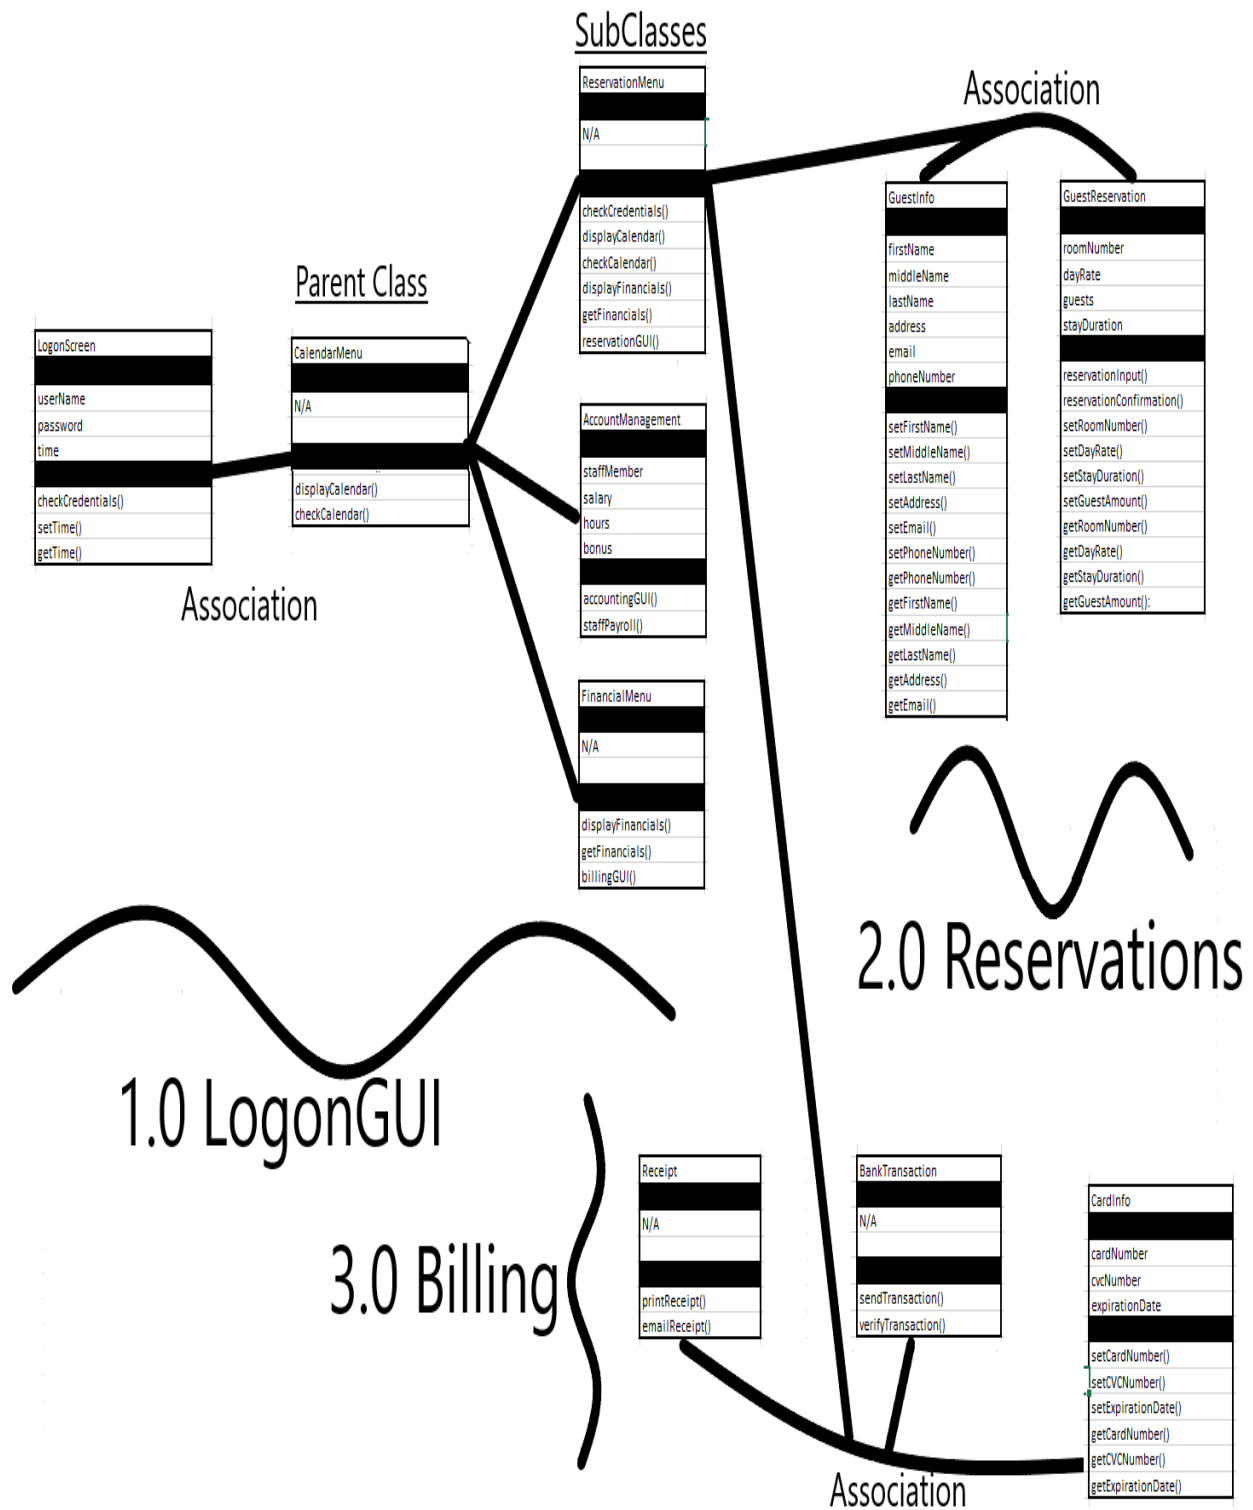 SubClasses
ReservationMenu
N/A
checkCredentials()
displayCalendar()
checkCalendar()
displayFinancials()
getFinancials()
reservationGUI()
Association
GuestInfo
firstName
middleName
lastName
address
email
phoneNumber
setFirstName()
setMiddleName()
setLastName()
setAddress()
setEmail()
setPhoneNumber()
getPhoneNumber()
getFirstName()
getMiddleName()
getLastName()
getAddress()
getEmail()
GuestReservation
roomNumber
dayRate
guests
stayDuration
reservationInput()
reservationConfirmation()
setRoomNumber()
setDayRate()
setStayDuration()
setGuestAmount()
getRoomNumber()
getDayRate()
getStayDuration()
getGuestAmount():
Parent Class
LogonScreen
userName
password
time
checkCredentials()
setTime()
getTime()
CalendarMenu
N/A
displayCalendar()
checkCalendar()
Association
AccountManagement
staffMember
salary
hours
bonus
accountingGUI()
staffPayroll()
FinancialMenu
N/A
displayFinancials()
getFinancials()
billingGUI()
2.0 Reservations
1.0 LogonGUI
3.0 Billing
Receipt
N/A
printReceipt()
emailReceipt()
BankTransaction
N/A
sendTransaction()
verifyTransaction()
CardInfo
cardNumber
cvcNumber
expirationDate
setCardNumber()
setCVCNumber()
setExpirationDate()
getCardNumber()
getCVCNumber()
getExpirationDate()
Association